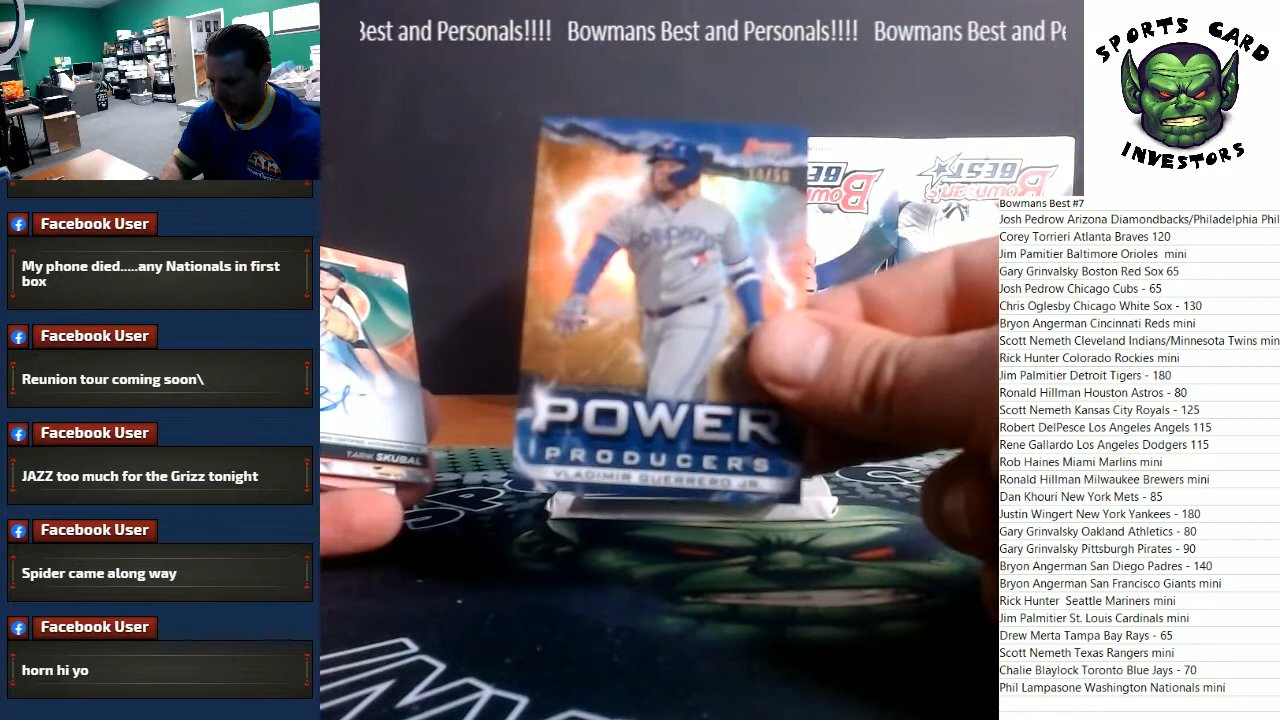 Best and Personals!!!! Bowmans Best and Personals!!!! Bowmans Best and Pe
SPORTS CARD
INVESTORS
Facebook User
My phone died.....any Nationals in first
box
Facebook User
Reunion tour coming soon\
Facebook User
JAZZ too much for the Grizz tonight
Facebook User
Spider came along way
Facebook User
horn hi yo
POWER
PRODUCERS
VLADIMIR GUERRERO JR.
TARIK SKUBAL
BEST
Bowman's
Bowmans Best #7
Josh Pedrow Arizona Diamondbacks/Philadelphia Phil
Corey Torrieri Atlanta Braves 120
Jim Pamitier Baltimore Orioles mini
Gary Grinvalsky Boston Red Sox 65
Josh Pedrow Chicago Cubs - 65
Chris Oglesby Chicago White Sox - 130
Bryon Angerman Cincinnati Reds mini
Scott Nemeth Cleveland Indians/Minnesota Twins min
Rick Hunter Colorado Rockies mini
Jim Palmitier Detroit Tigers - 180
Ronald Hillman Houston Astros - 80
Scott Nemeth Kansas City Royals - 125
Robert DelPesce Los Angeles Angels 115
Rene Gallardo Los Angeles Dodgers 115
Rob Haines Miami Marlins mini
Ronald Hillman Milwaukee Brewers mini
Dan Khouri New York Mets - 85
Justin Wingert New York Yankees - 180
Gary Grinvalsky Oakland Athletics - 80
Gary Grinvalsky Pittsburgh Pirates - 90
Bryon Angerman San Diego Padres - 140
Bryon Angerman San Francisco Giants mini
Rick Hunter Seattle Mariners mini
Jim Palmitier St. Louis Cardinals mini
Drew Merta Tampa Bay Rays - 65
Scott Nemeth Texas Rangers mini
Chalie Blaylock Toronto Blue Jays - 70
Phil Lampasone Washington Nationals mini